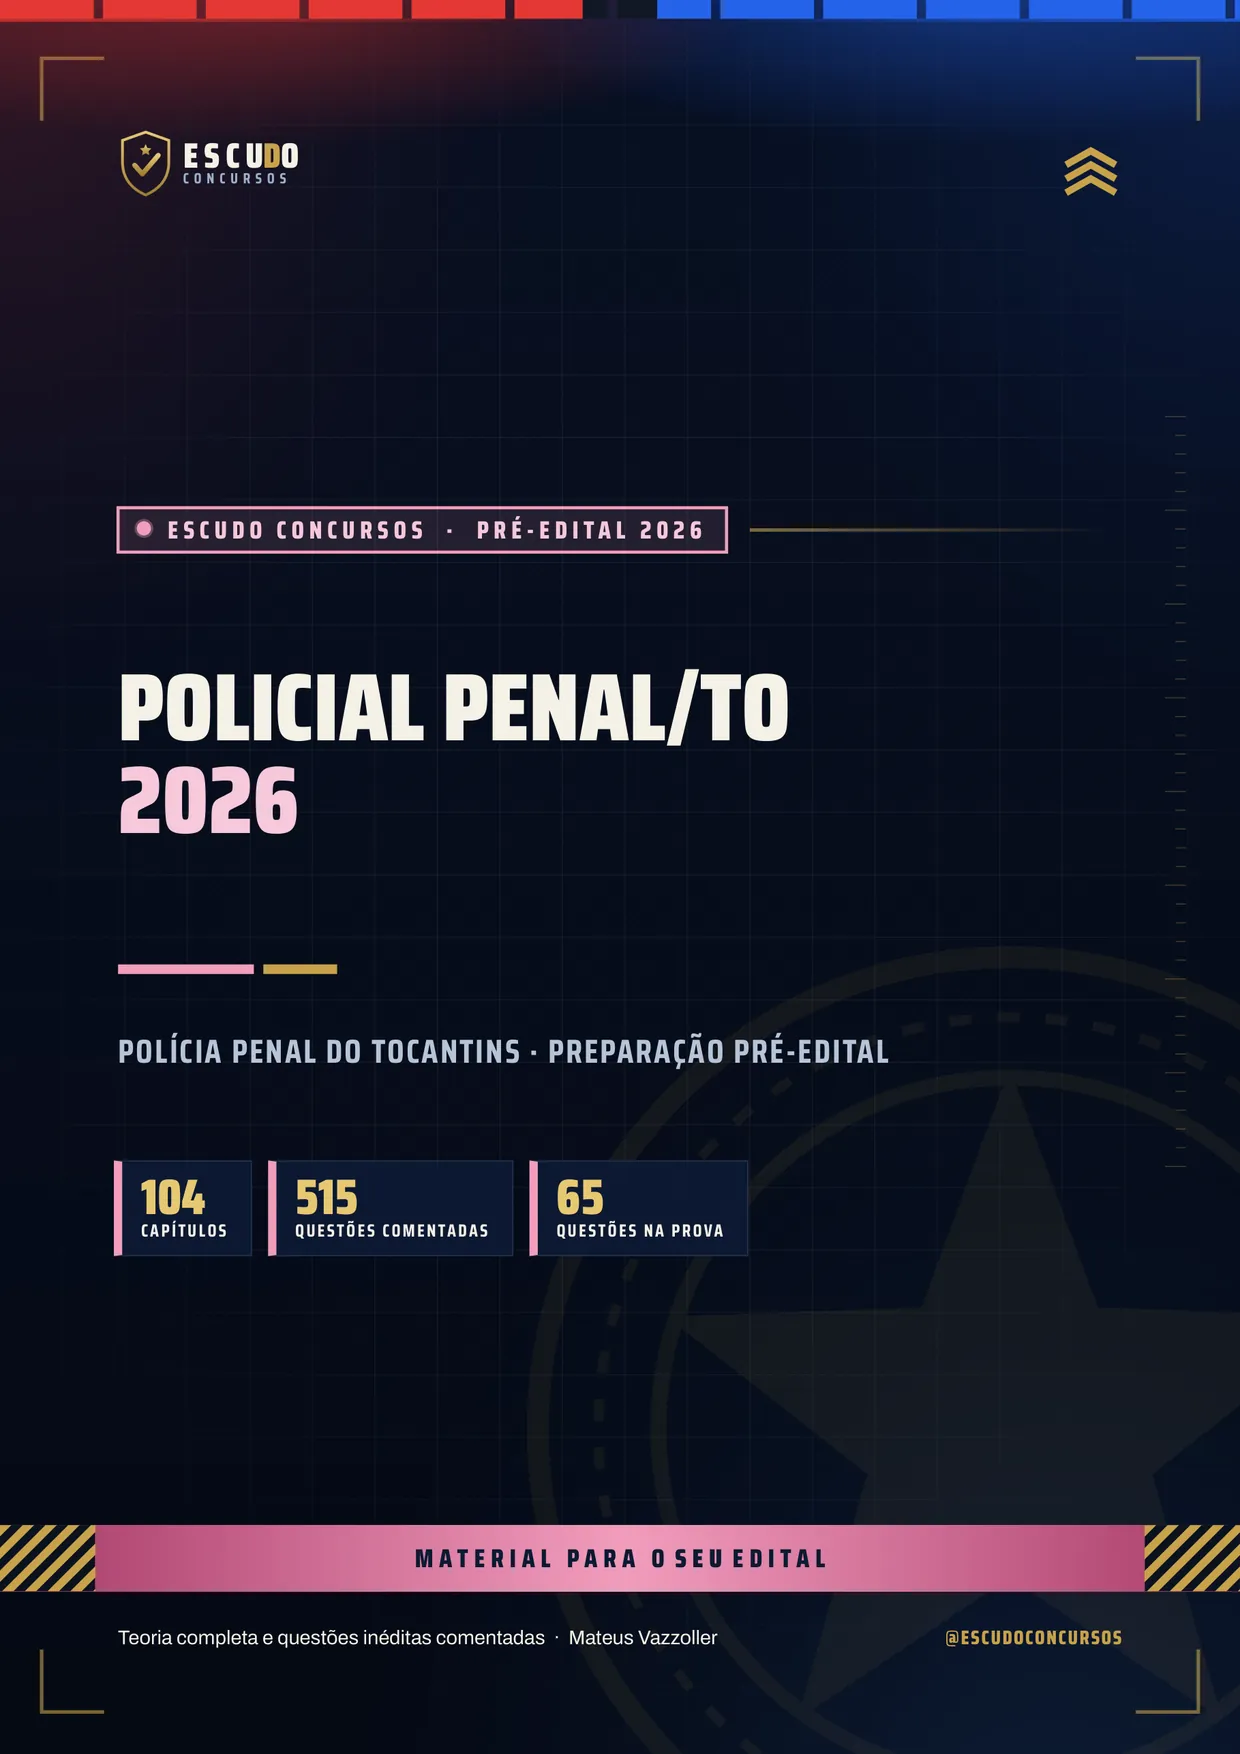 ESCUDO
CONCURSOS
ESCUDO CONCURSOS · PRÉ-EDITAL 2026
POLICIAL PENAL/TO
2026
POLÍCIA PENAL DO TOCANTINS · PREPARAÇÃO PRÉ-EDITAL
104
CAPÍTULOS
515
QUESTÕES COMENTADAS
65
QUESTÕES NA PROVA
MATERIAL PARA O SEU EDITAL
Teoria completa e questões inéditas comentadas · Mateus Vazzoller
@ESCUDOCONCURSOS